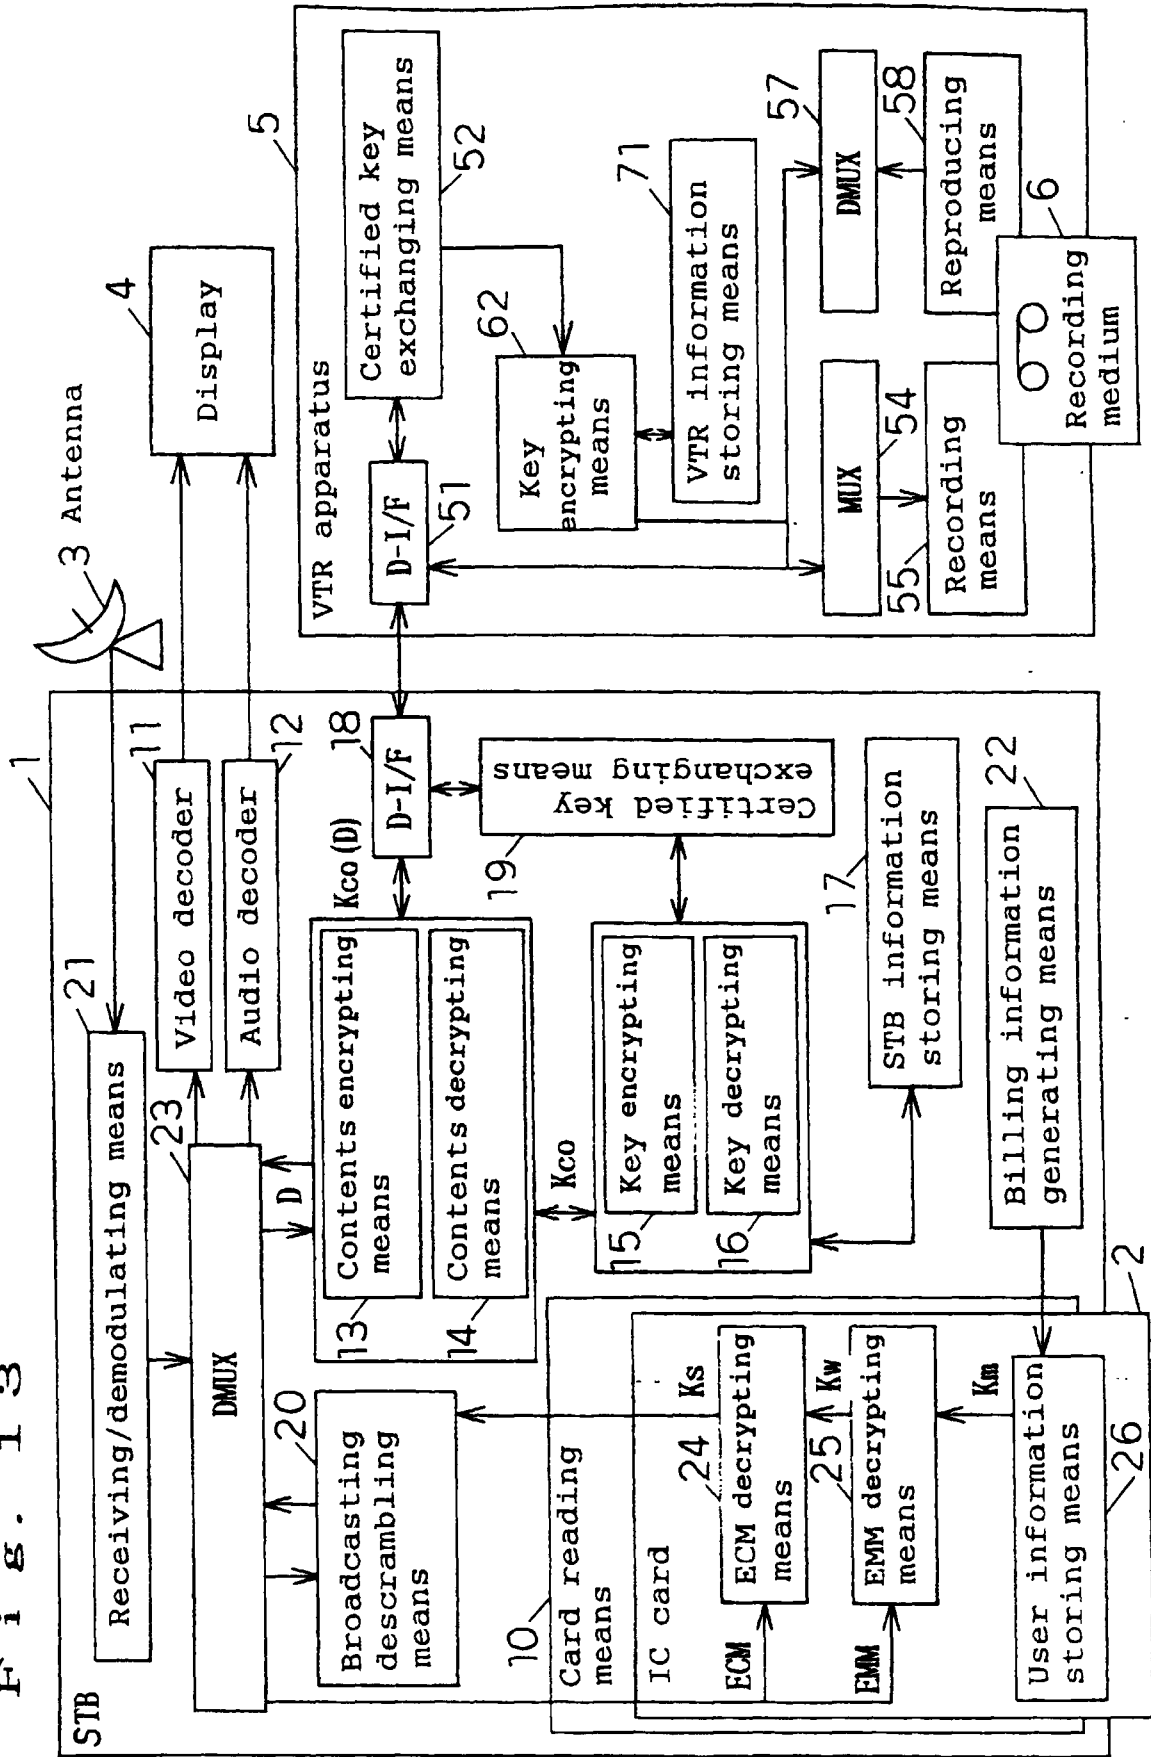 Fig. 13
STB
1
Receiving/demodulating means
21
3 Antenna
4
Display
DMUX
23
Video decoder
11
Audio decoder
12
D
Broadcasting
descrambling
means
20
Contents encrypting
means
13
Contents decrypting
means
14
Kco(D)
D-I/F
18
Certified key
exchanging means
19
Kco
Key encrypting
means
15
Key decrypting
means
16
STB information
storing means
17
Billing information
generating means
22
10
Card reading
means
IC card
2
ECM
ECM decrypting
means
24
Ks
EMM
EMM decrypting
means
25
Kw
Km
User information
storing means
26
VTR apparatus
5
D-I/F
51
Certified key
exchanging means
52
Key
encrypting
means
62
VTR information
storing means
71
MUX
54
DMUX
57
Recording
means
55
Reproducing
means
58
Recording
medium
6